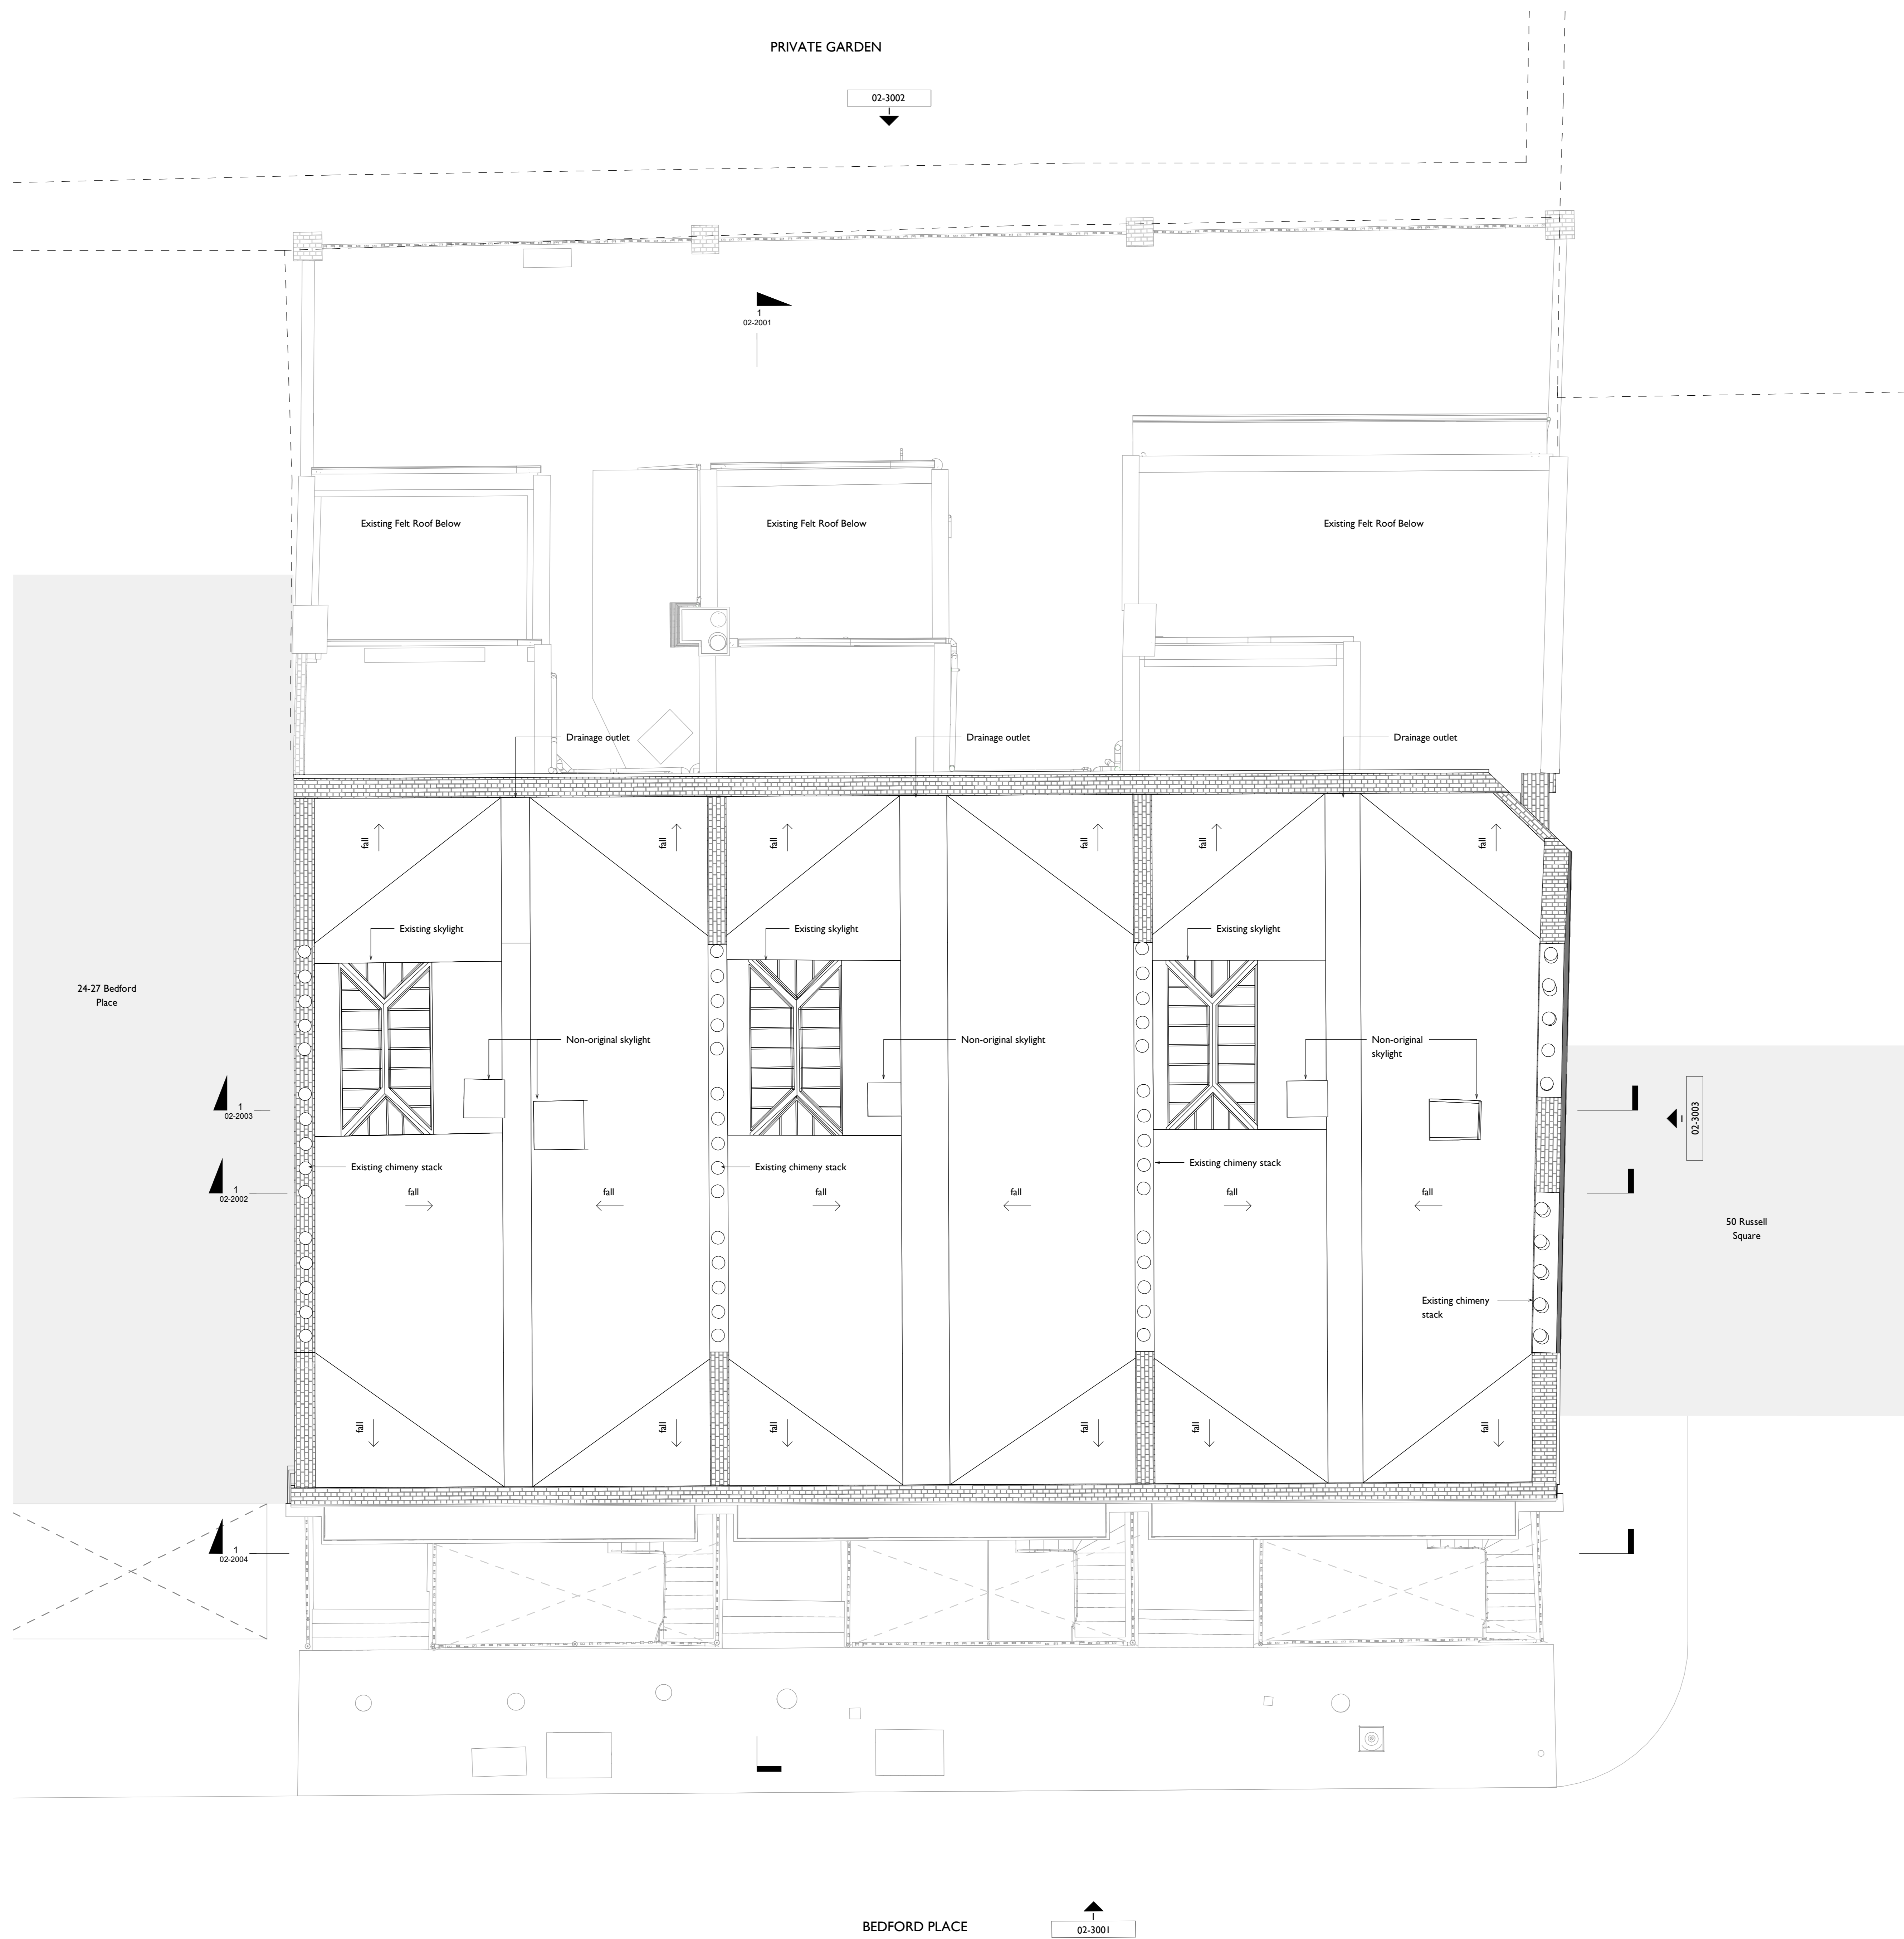 PRIVATE GARDEN
02-3002
1
02-2001
Existing Felt Roof Below
Existing Felt Roof Below
Existing Felt Roof Below
Drainage outlet
Drainage outlet
Drainage outlet
fall
fall
fall
fall
fall
fall
Existing skylight
Existing skylight
Existing skylight
24-27 Bedford
Place
Non-original skylight
Non-original skylight
Non-original
skylight
1
02-2003
02-3003
1
Existing chimeny stack
Existing chimeny stack
Existing chimeny stack
1
02-2002
fall
fall
fall
fall
fall
fall
50 Russell
Square
Existing chimeny
stack
fall
fall
fall
fall
fall
fall
1
02-2004
BEDFORD PLACE
1
02-3001